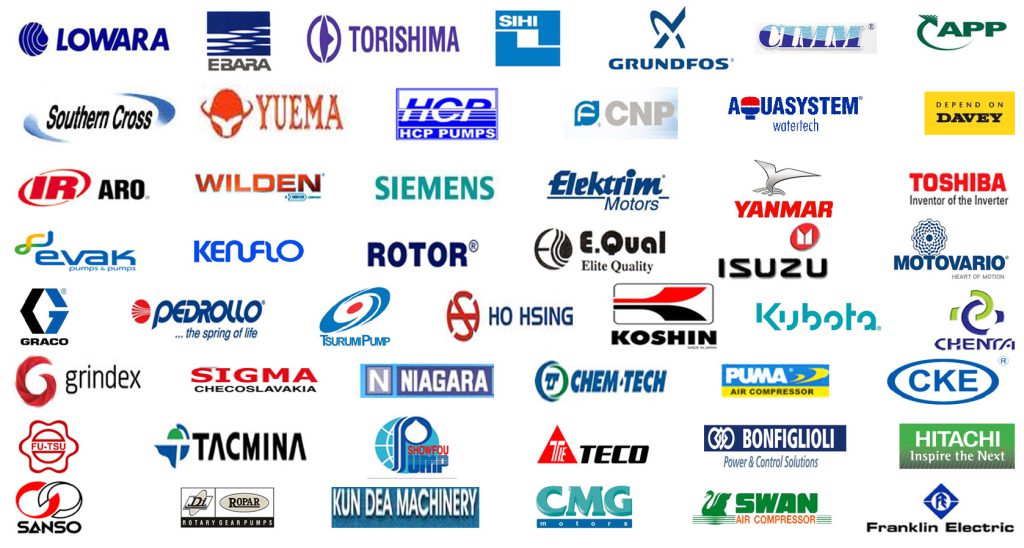 LOWARA
EBARA
TORISHIMA
SIHI
GRUNDFOS®
CIMM®
APP
Southern Cross
YUEMA
HCP
HCP PUMPS
CNP
AQUASYSTEM®
watertech
DEPEND ON
DAVEY
IR ARO
WILDEN®
SIEMENS
Elektrim®
Motors
YANMAR
TOSHIBA
Inventor of the Inverter
evak
pumps & pumps
KENFLO
ROTOR®
E.Qual
Elite Quality
ISUZU
MOTOVARIO®
HEART OF MOTION
G®
GRACO
PEDROLLO®
... the spring of life
TSURUMI PUMP
HO HSING
KOSHIN
MADE IN JAPAN
Kubota®
CHENTA
grindex
SIGMA
CHECOSLAVAKIA
N NIAGARA
CHEM-TECH
PUMA®
AIR COMPRESSOR
CKE®
FU-TSU
TACMINA
SHOWFOU
PUMP
TECO
BONFIGLIOLI
Power & Control Solutions
HITACHI
Inspire the Next
SANSO
Di ROPAR
ROTARY GEAR PUMPS
KUN DEA MACHINERY
CMG
motors
SWAN
AIR COMPRESSOR
Franklin Electric